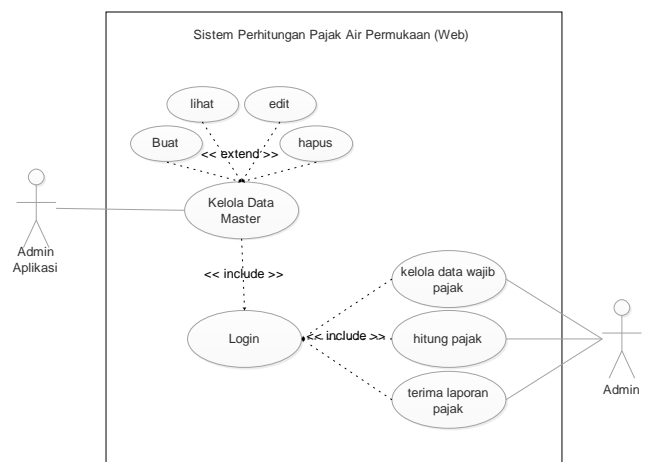 Sistem Perhitungan Pajak Air Permukaan (Web)
lihat
edit
Buat
<< extend >>
hapus
Kelola Data
Master
Admin
Aplikasi
<< include >>
kelola data wajib
pajak
Login
<< include >>
hitung pajak
terima laporan
pajak
Admin